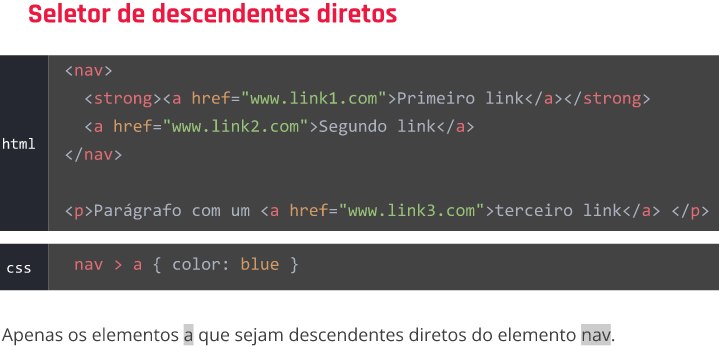 Seletor de descendentes diretos
html
<nav>
<strong><a href="www.link1.com">Primeiro link</a></strong>
<a href="www.link2.com">Segundo link</a>
</nav>
<p>Parágrafo com um <a href="www.link3.com">terceiro link</a> </p>
css
nav > a { color: blue }
Apenas os elementos a que sejam descendentes diretos do elemento nav.